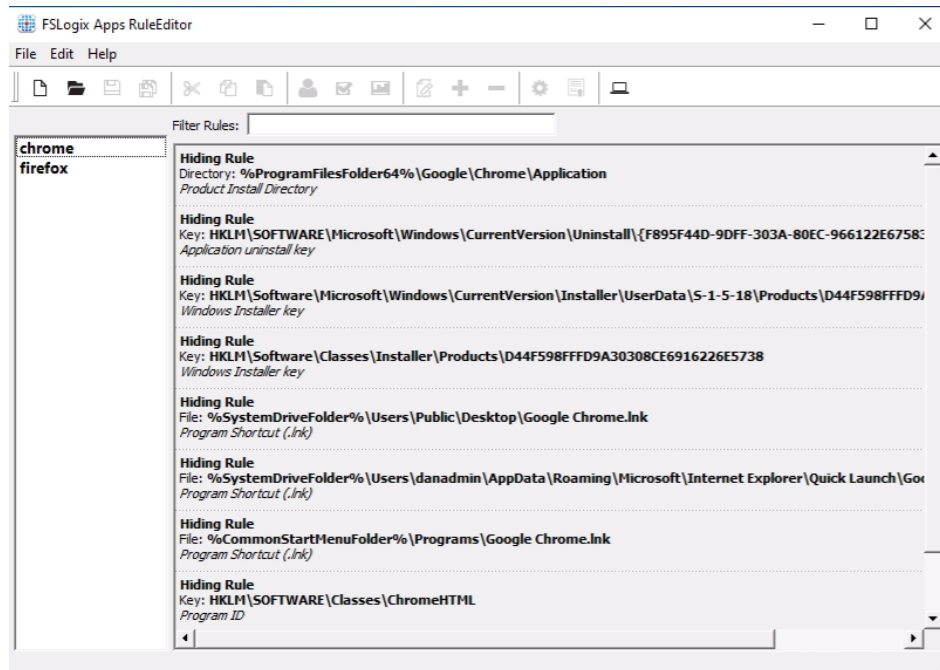 FSLogix Apps RuleEditor
File Edit Help
Filter Rules:
chrome
firefox
Hiding Rule
Directory: %ProgramFilesFolder64%\Google\Chrome\Application
Product Install Directory
Hiding Rule
Key: HKLM\SOFTWARE\Microsoft\Windows\CurrentVersion\Uninstall\{F895F44D-9DFF-303A-80EC-966122E67583
Application uninstall key
Hiding Rule
Key: HKLM\Software\Microsoft\Windows\CurrentVersion\Installer\UserData\S-1-5-18\Products\D44F598FFFD9A
Windows Installer key
Hiding Rule
Key: HKLM\Software\Classes\Installer\Products\D44F598FFFD9A30308CE6916226E5738
Windows Installer key
Hiding Rule
File: %SystemDriveFolder%\Users\Public\Desktop\Google Chrome.lnk
Program Shortcut (.lnk)
Hiding Rule
File: %SystemDriveFolder%\Users\danadmin\AppData\Roaming\Microsoft\Internet Explorer\Quick Launch\Goo
Program Shortcut (.lnk)
Hiding Rule
File: %CommonStartMenuFolder%\Programs\Google Chrome.lnk
Program Shortcut (.lnk)
Hiding Rule
Key: HKLM\SOFTWARE\Classes\ChromeHTML
Program ID